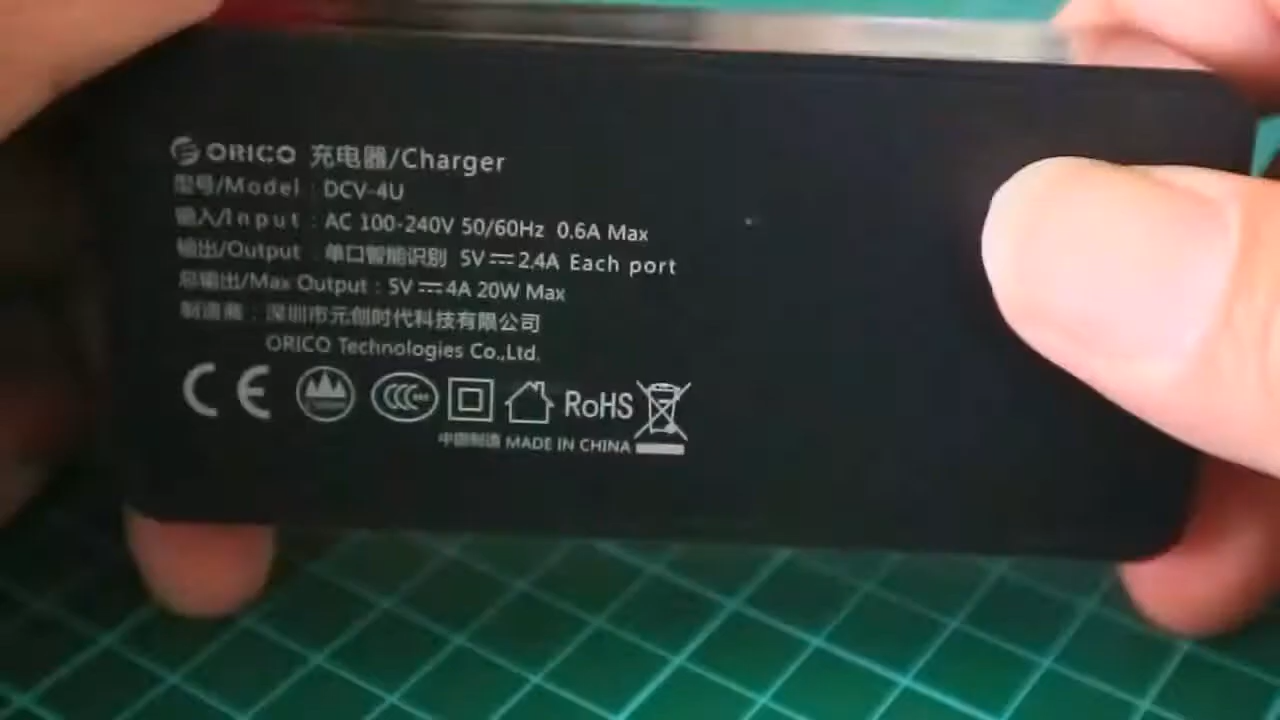 ORICO 充电器/Charger
型号/Model : DCV-4U
输入/Input : AC 100-240V 50/60Hz 0.6A Max
输出/Output : 单口智能识别 5V⎓2.4A Each port
总输出/Max Output : 5V⎓4A 20W Max
制造商 : 深圳市元创时代科技有限公司
ORICO Technologies Co.,Ltd.
CE CCC RoHS
中国制造 MADE IN CHINA